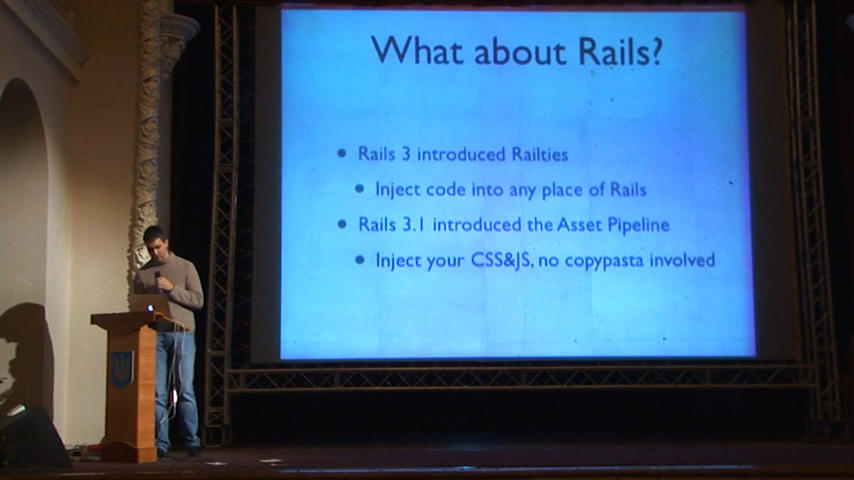 What about Rails?
Rails 3 introduced Railties
Inject code into any place of Rails
Rails 3.1 introduced the Asset Pipeline
Inject your CSS&JS, no copypasta involved